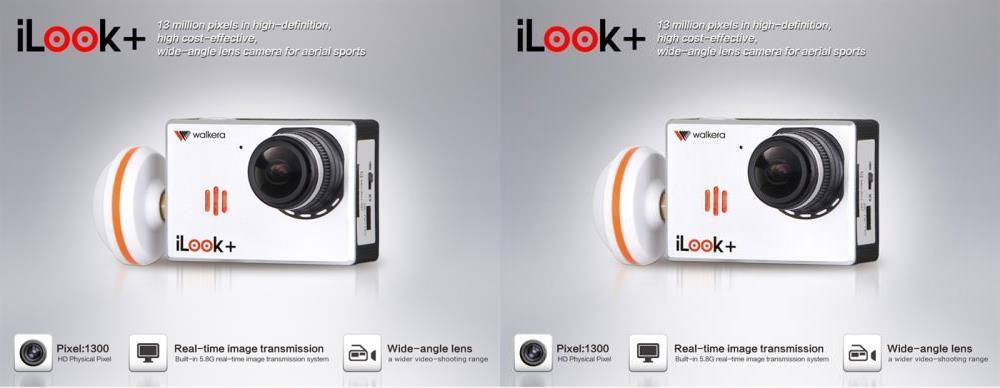 iLook+
13 million pixels in high-definition,
high cost-effective,
wide-angle lens camera for aerial sports
walkera
iLook+
Pixel:1300
HD Physical Pixel
Real-time image transmission
Built-in 5.8G real-time image transmission system
Wide-angle lens
a wider video-shooting range
iLook+
13 million pixels in high-definition,
high cost-effective,
wide-angle lens camera for aerial sports
walkera
iLook+
Pixel:1300
HD Physical Pixel
Real-time image transmission
Built-in 5.8G real-time image transmission system
Wide-angle lens
a wider video-shooting range